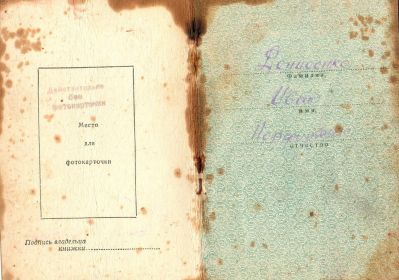 Действительно
без
фотокарточки
Место
для
фотокарточки
Подпись владельца
книжки
Денисенко
Фамилия
Иван
имя
отчество